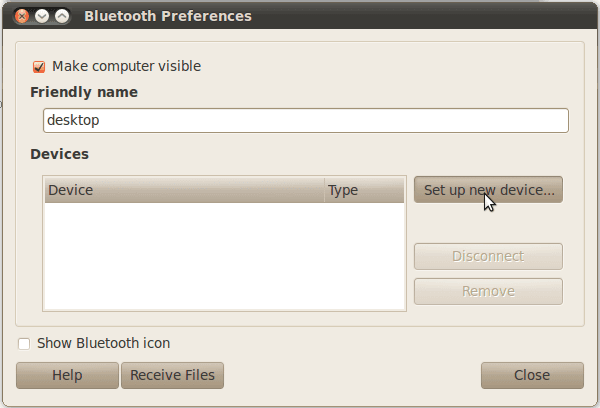 Bluetooth Preferences
Make computer visible
Friendly name
desktop
Devices
Device Type
Set up new device...
Disconnect
Remove
Show Bluetooth icon
Help Receive Files Close